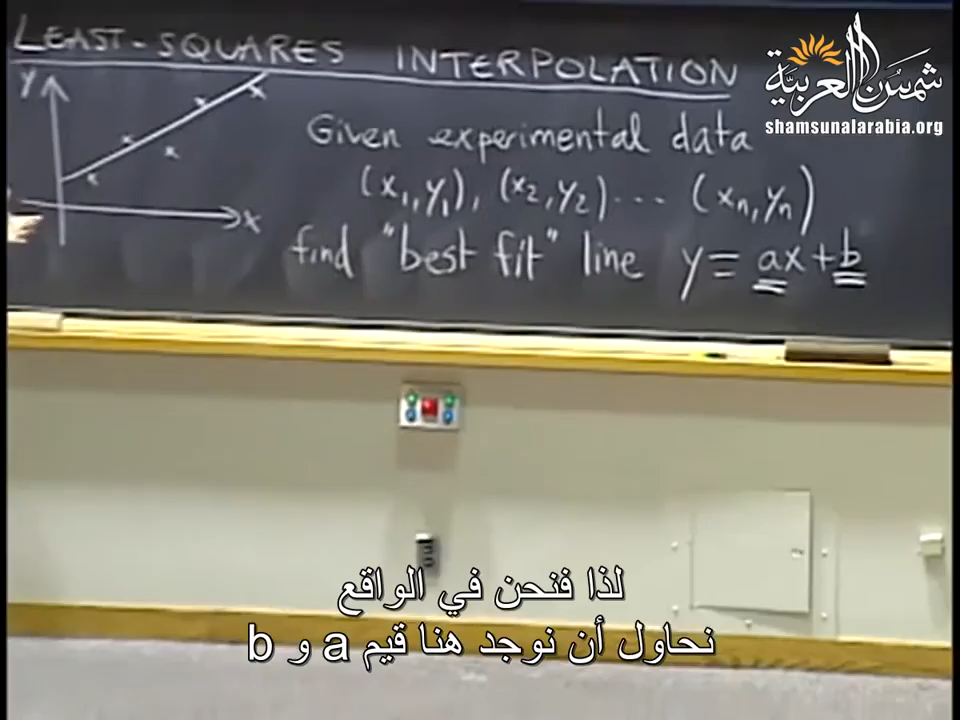 LEAST-SQUARES INTERPOLATION
شمس العربية
shamsunalarabia.org
y
x
Given experimental data
(x₁,y₁), (x₂,y₂)... (xₙ,yₙ)
find "best fit" line y = ax+b
لذا فنحن في الواقع
نحاول أن نوجد هنا قيم a و b